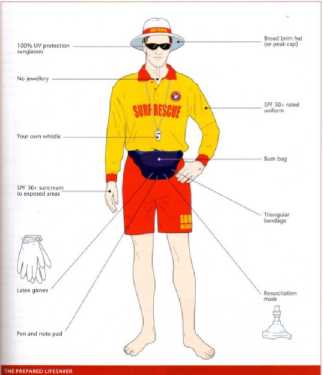 100% UV protection
sunglasses
Broad brim hat
(or peak cap)
No jewellery
SURF RESCUE
SPF 30+ rated
uniform
Your own whistle
Bum bag
SPF 30+ sunscreen
to exposed areas
SURF
Triangular
bandage
Latex gloves
Resuscitation
mask
Pen and note pad
THE PREPARED LIFESAVER